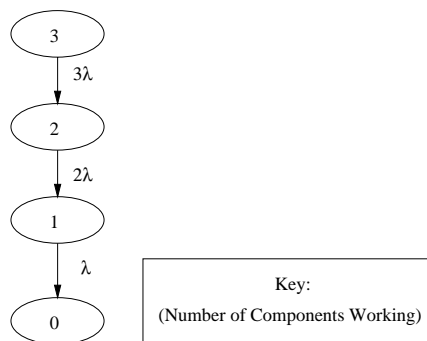 3
3λ
2
2λ
1
λ
0
Key:
(Number of Components Working)